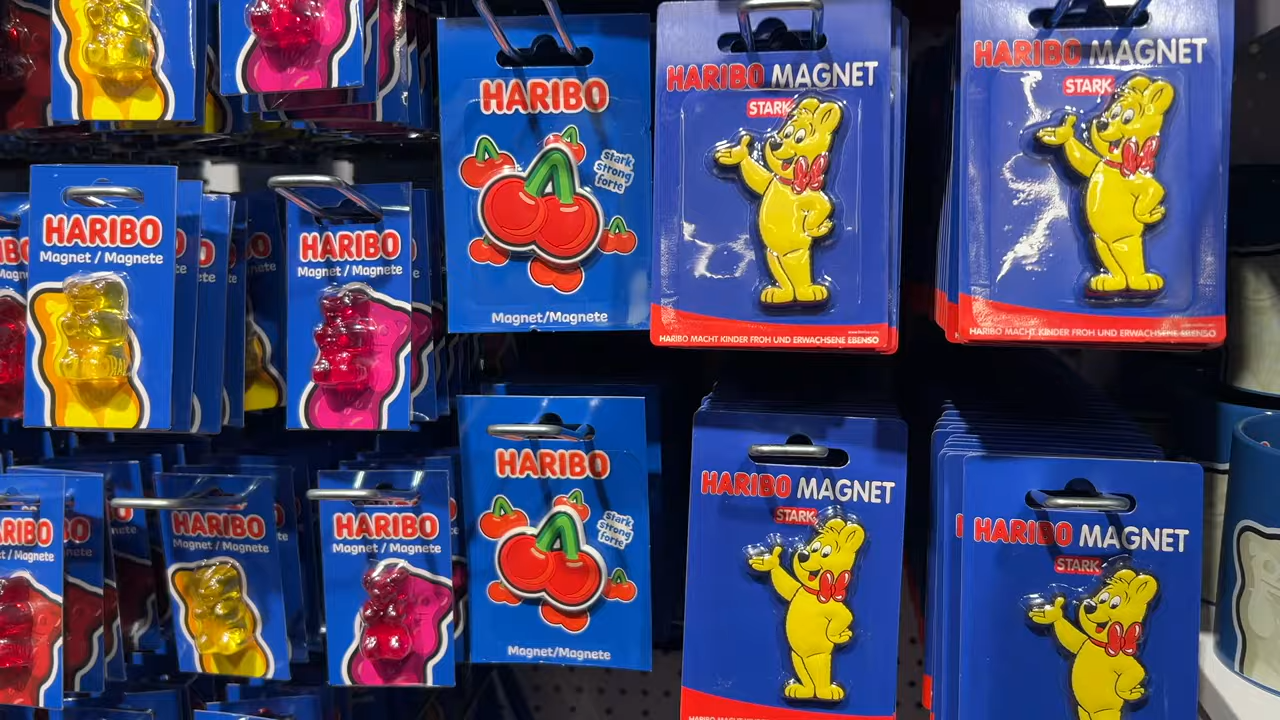 HARIBO
stark
strong
forte
Magnet/Magnete
HARIBO MAGNET
STARK
HARIBO MACHT KINDER FROH UND ERWACHSENE EBENSO
HARIBO MAGNET
STARK
HARIBO MACHT KINDER FROH UND ERWACHSENE EBENSO
HARIBO
Magnet / Magnete
HARIBO
Magnet / Magnete
HARIBO
stark
strong
forte
Magnet/Magnete
HARIBO MAGNET
STARK
HARIBO MAGNET
STARK
RIBO
et / Magnete
HARIBO
Magnet / Magnete
HARIBO
Magnet / Magnete